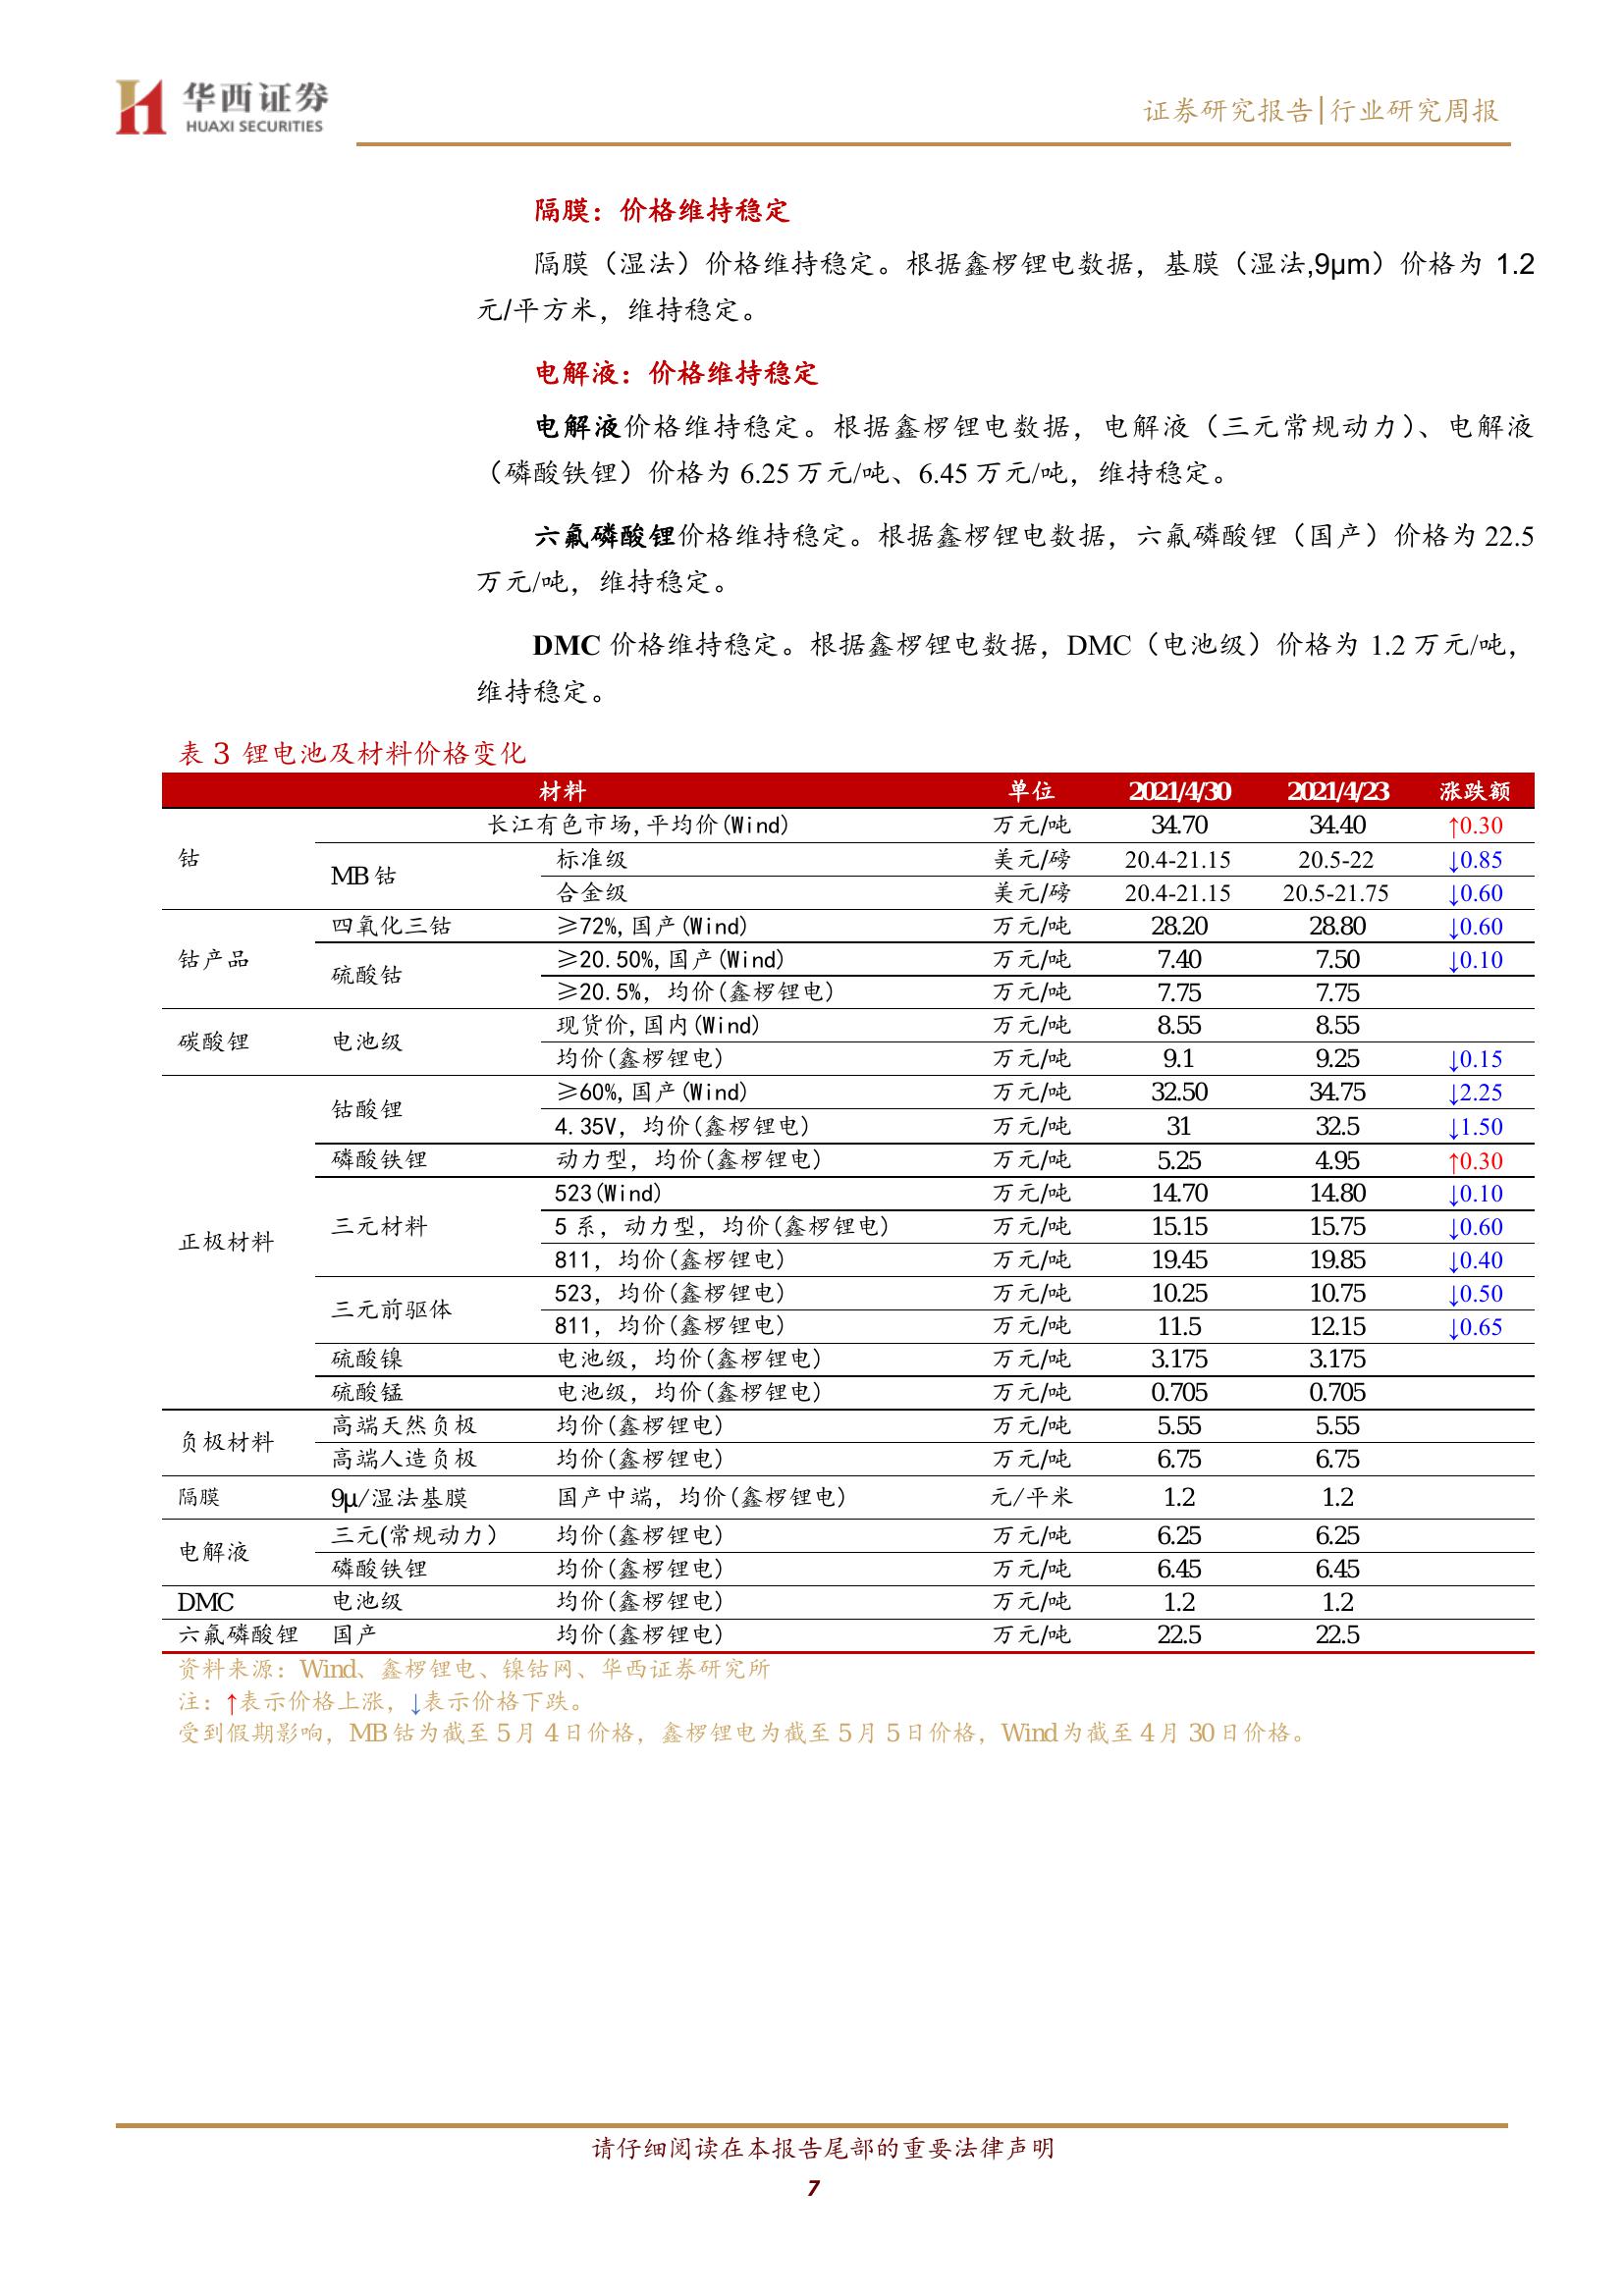 华西证券
HUAXI SECURITIES
证券研究报告|行业研究周报
隔膜：价格维持稳定
隔膜（湿法）价格维持稳定。根据鑫椤锂电数据，基膜（湿法,9μm）价格为 1.2
元/平方米，维持稳定。
电解液：价格维持稳定
电解液价格维持稳定。根据鑫椤锂电数据，电解液（三元常规动力）、电解液
（磷酸铁锂）价格为 6.25 万元/吨、6.45 万元/吨，维持稳定。
六氟磷酸锂价格维持稳定。根据鑫椤锂电数据，六氟磷酸锂（国产）价格为 22.5
万元/吨，维持稳定。
DMC 价格维持稳定。根据鑫椤锂电数据，DMC（电池级）价格为 1.2 万元/吨，
维持稳定。
表 3 锂电池及材料价格变化
材料 单位 2021/4/30 2021/4/23 涨跌额
钴 长江有色市场,平均价(Wind) 万元/吨 34.70 34.40 ↑0.30
MB 钴 标准级 美元/磅 20.4-21.15 20.5-22 ↓0.85
合金级 美元/磅 20.4-21.15 20.5-21.75 ↓0.60
钴产品 四氧化三钴 ≥72%,国产(Wind) 万元/吨 28.20 28.80 ↓0.60
硫酸钴 ≥20.50%,国产(Wind) 万元/吨 7.40 7.50 ↓0.10
≥20.5%，均价(鑫椤锂电) 万元/吨 7.75 7.75
碳酸锂 电池级 现货价,国内(Wind) 万元/吨 8.55 8.55
均价(鑫椤锂电) 万元/吨 9.1 9.25 ↓0.15
正极材料 钴酸锂 ≥60%,国产(Wind) 万元/吨 32.50 34.75 ↓2.25
4.35V，均价(鑫椤锂电) 万元/吨 31 32.5 ↓1.50
磷酸铁锂 动力型，均价(鑫椤锂电) 万元/吨 5.25 4.95 ↑0.30
三元材料 523(Wind) 万元/吨 14.70 14.80 ↓0.10
5 系，动力型，均价(鑫椤锂电) 万元/吨 15.15 15.75 ↓0.60
811，均价(鑫椤锂电) 万元/吨 19.45 19.85 ↓0.40
三元前驱体 523，均价(鑫椤锂电) 万元/吨 10.25 10.75 ↓0.50
811，均价(鑫椤锂电) 万元/吨 11.5 12.15 ↓0.65
硫酸镍 电池级，均价(鑫椤锂电) 万元/吨 3.175 3.175
硫酸锰 电池级，均价(鑫椤锂电) 万元/吨 0.705 0.705
负极材料 高端天然负极 均价(鑫椤锂电) 万元/吨 5.55 5.55
高端人造负极 均价(鑫椤锂电) 万元/吨 6.75 6.75
隔膜 9μ/湿法基膜 国产中端，均价(鑫椤锂电) 元/平米 1.2 1.2
电解液 三元(常规动力） 均价(鑫椤锂电) 万元/吨 6.25 6.25
磷酸铁锂 均价(鑫椤锂电) 万元/吨 6.45 6.45
DMC 电池级 均价(鑫椤锂电) 万元/吨 1.2 1.2
六氟磷酸锂 国产 均价(鑫椤锂电) 万元/吨 22.5 22.5
资料来源：Wind、鑫椤锂电、镍钴网、华西证券研究所
注：↑表示价格上涨，↓表示价格下跌。
受到假期影响，MB 钴为截至 5 月 4 日价格，鑫椤锂电为截至 5 月 5 日价格，Wind 为截至 4 月 30 日价格。
请仔细阅读在本报告尾部的重要法律声明
7